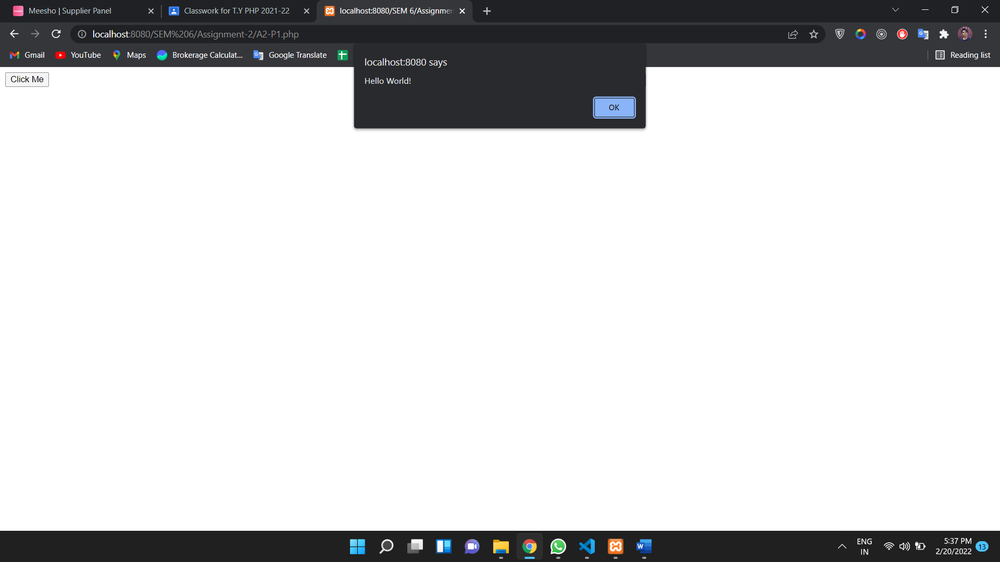 Meesho | Supplier Panel
Classwork for T.Y PHP 2021-22
localhost:8080/SEM 6/Assignmen
localhost:8080/SEM%206/Assignment-2/A2-P1.php
Gmail
YouTube
Maps
Brokerage Calculat...
Google Translate
Reading list
localhost:8080 says
Hello World!
OK
Click Me
ENG
IN
5:37 PM
2/20/2022
13